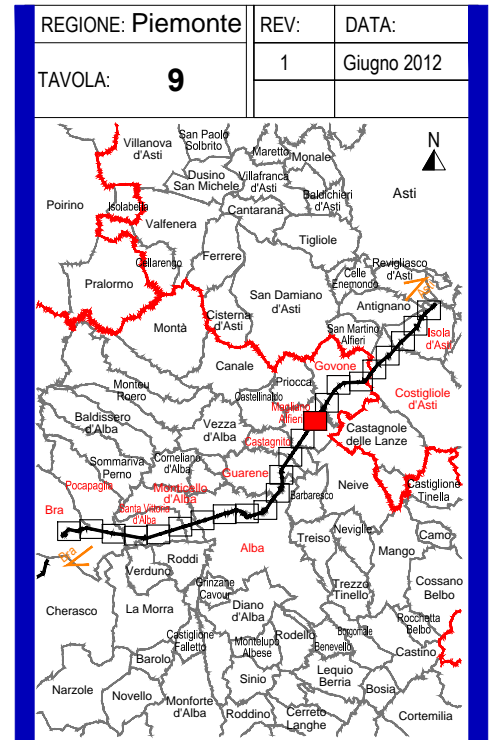 REGIONE: Piemonte
REV:
DATA:
TAVOLA: 9
1
Giugno 2012
N
Villanova
d'Asti
San Paolo
Solbrito
Maretto
Monale
Dusino
San Michele
Villafranca
d'Asti
Baldichieri
d'Asti
Asti
Poirino
Isolabella
Valfenera
Cantarana
Tigliole
Cellarengo
Ferrere
Revigliasco
d'Asti
Celle
Enemondo
Pralormo
San Damiano
d'Asti
Antignano
Montà
Cisterna
d'Asti
San Martino
Alfieri
Isola
d'Asti
Canale
Govone
Priocca
Monteu
Roero
Castellinaldo
Costigliole
d'Asti
Magliano
Alfieri
Baldissero
d'Alba
Vezza
d'Alba
Castagnito
Castagnole
delle Lanze
Sommariva
Perno
Corneliano
d'Alba
Guarene
Pocapaglia
Monticello
d'Alba
Barbaresco
Neive
Castiglione
Tinella
Bra
Santa Vittoria
d'Alba
Alba
Treiso
Neviglie
Camo
Bra
Verduno
Roddi
Mango
Grinzane
Cavour
Trezzo
Tinello
Cossano
Belbo
Cherasco
La Morra
Diano
d'Alba
Rocchetta
Belbo
Castiglione
Falletto
Montelupo
Albese
Rodello
Borgomale
Benevello
Castino
Barolo
Sinio
Lequio
Berria
Bosia
Narzole
Novello
Monforte
d'Alba
Roddino
Cerreto
Langhe
Cortemilia